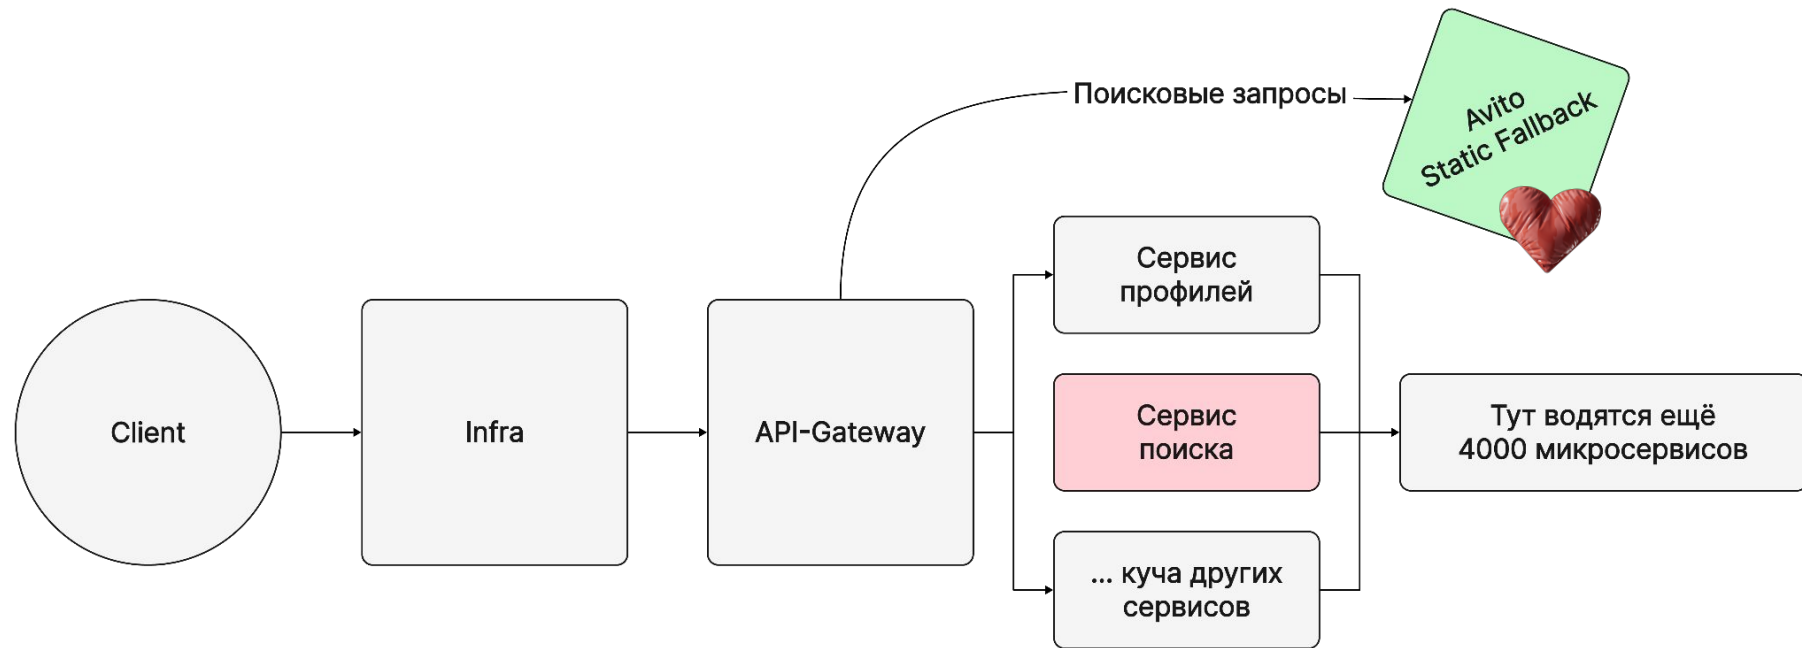 Поисковые запросы
Avito
Static Fallback
Сервис
профилей
Client
Infra
API-Gateway
Сервис
поиска
Тут водятся ещё
4000 микросервисов
... куча других
сервисов